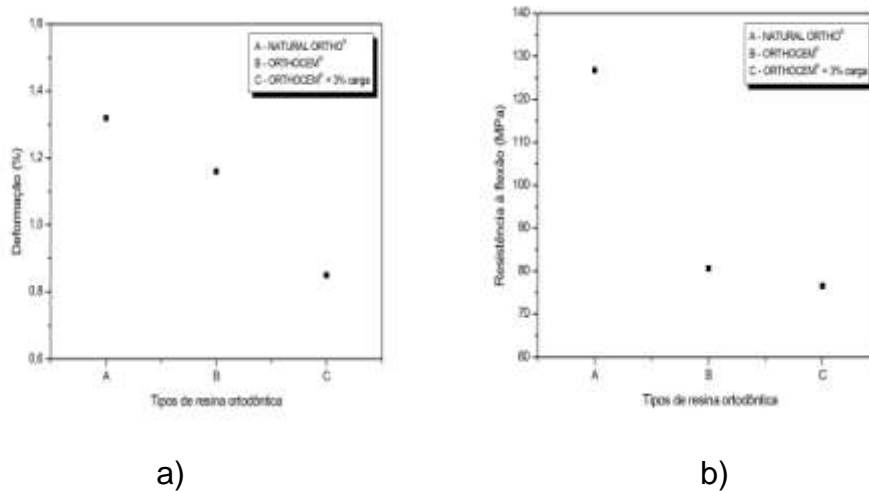 1,6
1,4
1,2
1,0
0,8
0,6
Deformação (%)
A - NATURAL ORTHO®
B - ORTHOCEM®
C - ORTHOCEM® + 3% carga
A B C
Tipos de resina ortodôntica
a)
140
130
120
110
100
90
80
70
60
Resistência à flexão (MPa)
A - NATURAL ORTHO®
B - ORTHOCEM®
C - ORTHOCEM® + 3% carga
A B C
Tipos de resina ortodôntica
b)